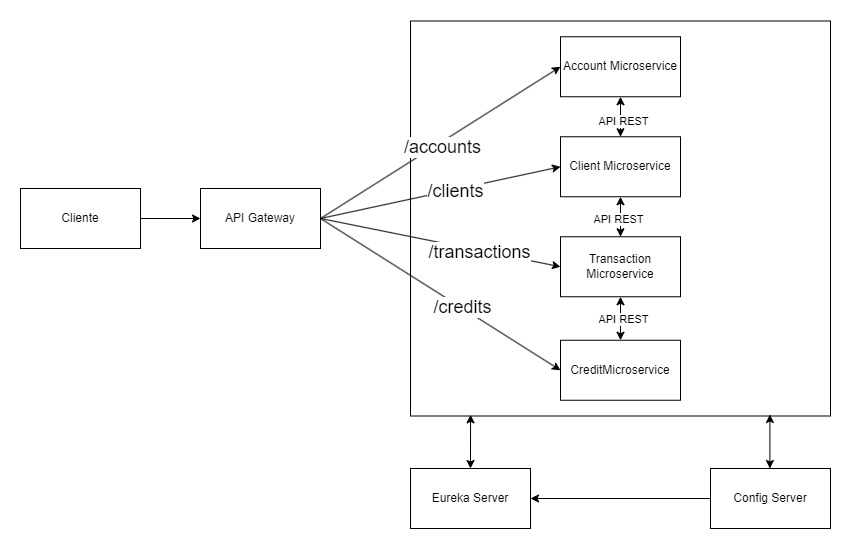 Account Microservice
API REST
/accounts
Client Microservice
/clients
Cliente
API Gateway
API REST
/transactions
Transaction
Microservice
/credits
API REST
CreditMicroservice
Eureka Server
Config Server